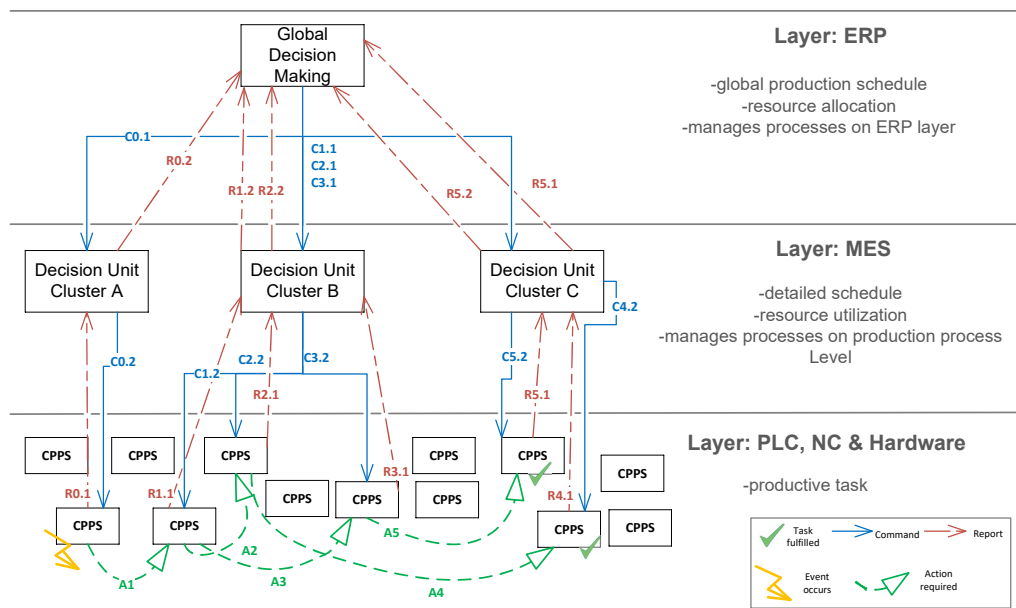 Global
Decision
Making
Layer: ERP
-global production schedule
-resource allocation
-manages processes on ERP layer
C0.1
R0.2
C1.1
C2.1
C3.1
R1.2
R2.2
R5.2
R5.1
Decision Unit
Cluster A
Decision Unit
Cluster B
Decision Unit
Cluster C
Layer: MES
-detailed schedule
-resource utilization
-manages processes on production process
Level
C4.2
C0.2
C1.2
C2.2
C3.2
C5.2
R2.1
R5.1
Layer: PLC, NC & Hardware
-productive task
CPPS
CPPS
CPPS
CPPS
CPPS
CPPS
R0.1
R1.1
CPPS
CPPS
R3.1
CPPS
R4.1
CPPS
CPPS
CPPS
CPPS
A1
A2
A3
A5
A4
Task
fulfilled
Command
Report
Event
occurs
Action
required